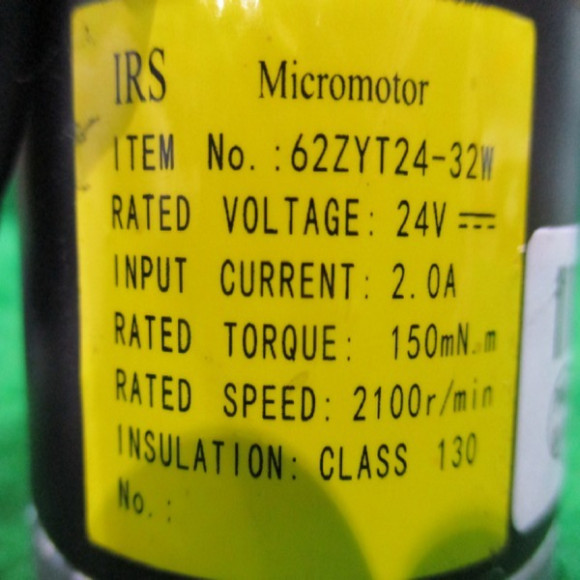 IRS Micromotor
ITEM No.:62ZYT24-32W
RATED VOLTAGE: 24V ⎓
INPUT CURRENT: 2.0A
RATED TORQUE: 150mN.m
RATED SPEED: 2100r/min
INSULATION: CLASS 130
No.: